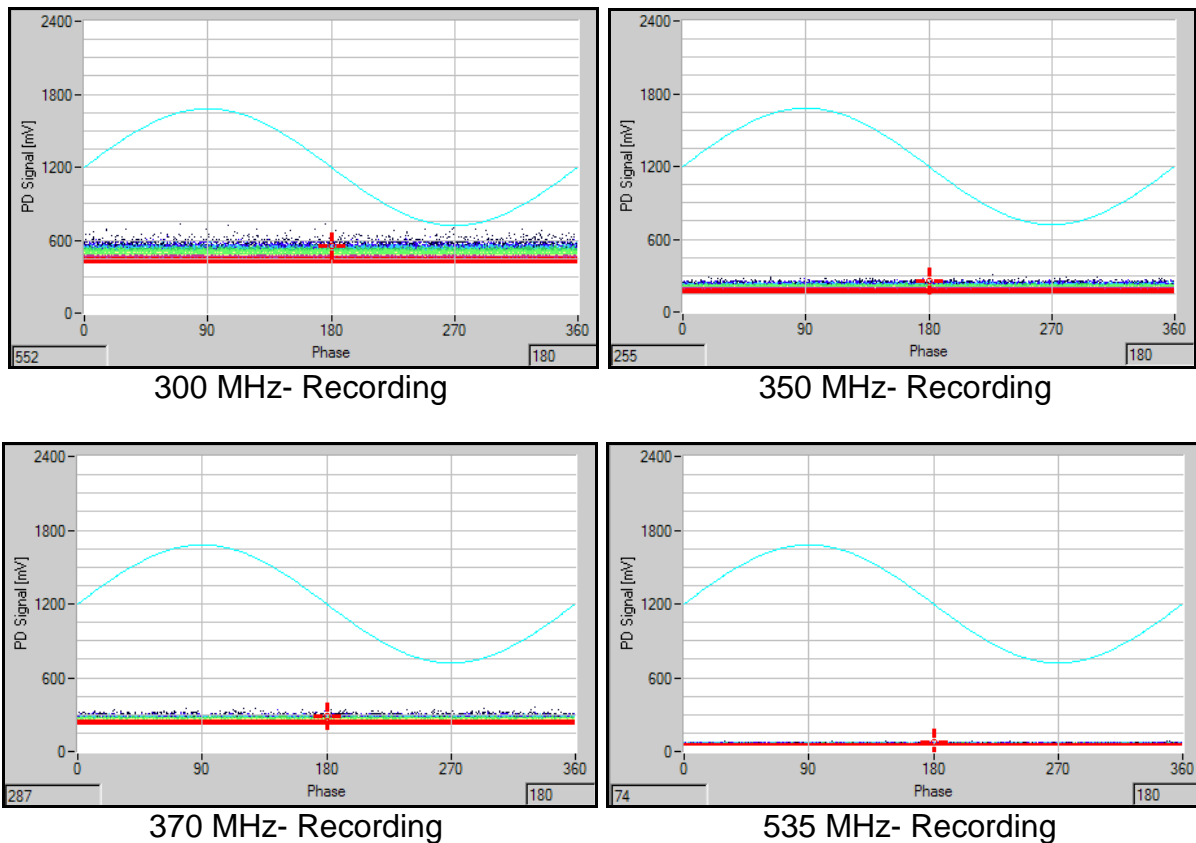 2400
1800
1200
600
0
PD Signal [mV]
0 90 180 270 360
Phase
552
180
300 MHz- Recording
2400
1800
1200
600
0
PD Signal [mV]
0 90 180 270 360
Phase
255
180
350 MHz- Recording
2400
1800
1200
600
0
PD Signal [mV]
0 90 180 270 360
Phase
287
180
370 MHz- Recording
2400
1800
1200
600
0
PD Signal [mV]
0 90 180 270 360
Phase
74
180
535 MHz- Recording